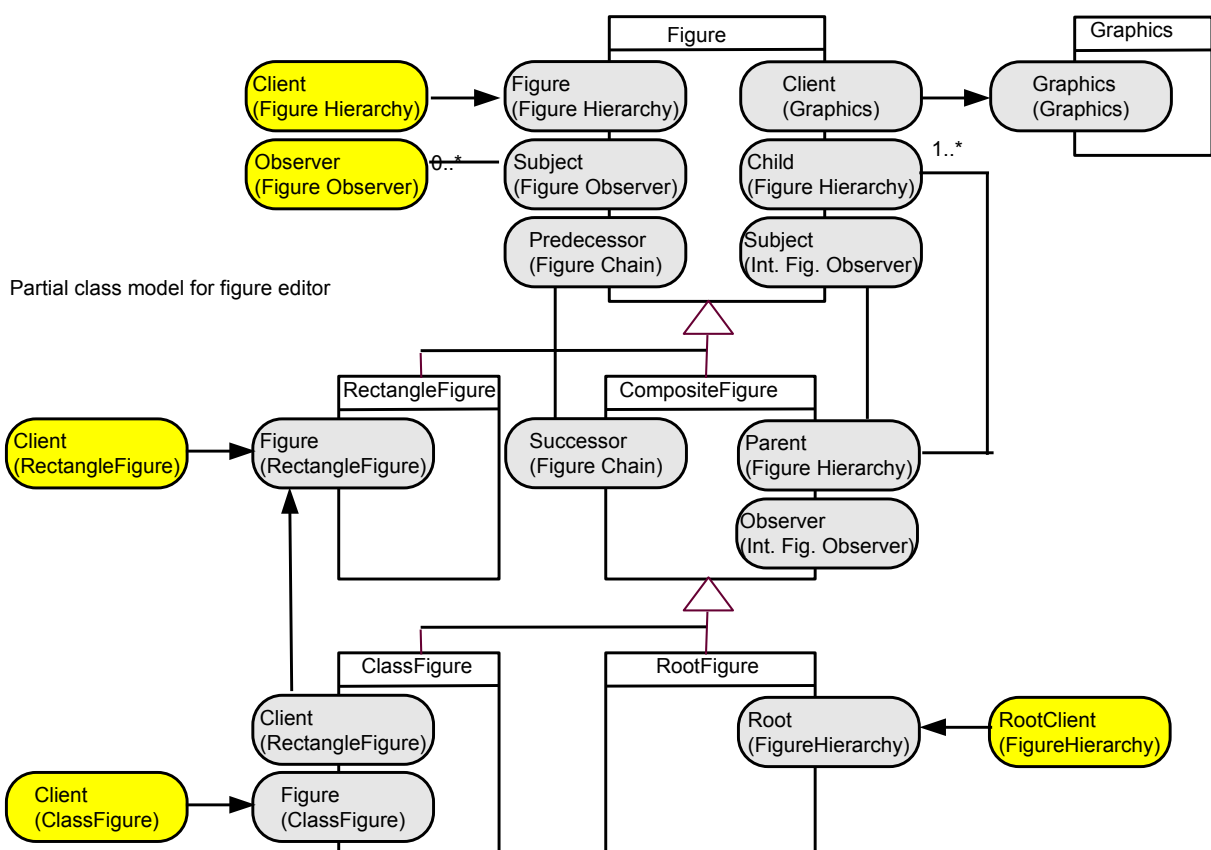 Figure
Graphics
Client
(Figure Hierarchy)
Figure
(Figure Hierarchy)
Client
(Graphics)
Graphics
(Graphics)
Observer
(Figure Observer)
0..*
Subject
(Figure Observer)
Child
(Figure Hierarchy)
1..*
Predecessor
(Figure Chain)
Subject
(Int. Fig. Observer)
Partial class model for figure editor
RectangleFigure
CompositeFigure
Client
(RectangleFigure)
Figure
(RectangleFigure)
Successor
(Figure Chain)
Parent
(Figure Hierarchy)
Observer
(Int. Fig. Observer)
ClassFigure
RootFigure
Client
(RectangleFigure)
Root
(FigureHierarchy)
RootClient
(FigureHierarchy)
Client
(ClassFigure)
Figure
(ClassFigure)